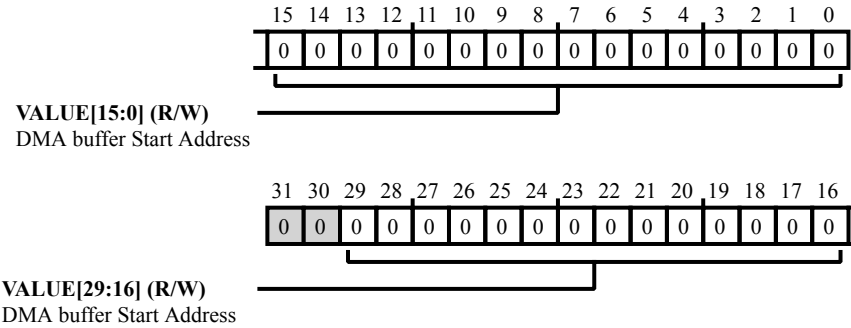 15 14 13 12 11 10 9 8 7 6 5 4 3 2 1 0
0 0 0 0 0 0 0 0 0 0 0 0 0 0 0 0
VALUE[15:0] (R/W)
DMA buffer Start Address
31 30 29 28 27 26 25 24 23 22 21 20 19 18 17 16
0 0 0 0 0 0 0 0 0 0 0 0 0 0 0 0
VALUE[29:16] (R/W)
DMA buffer Start Address